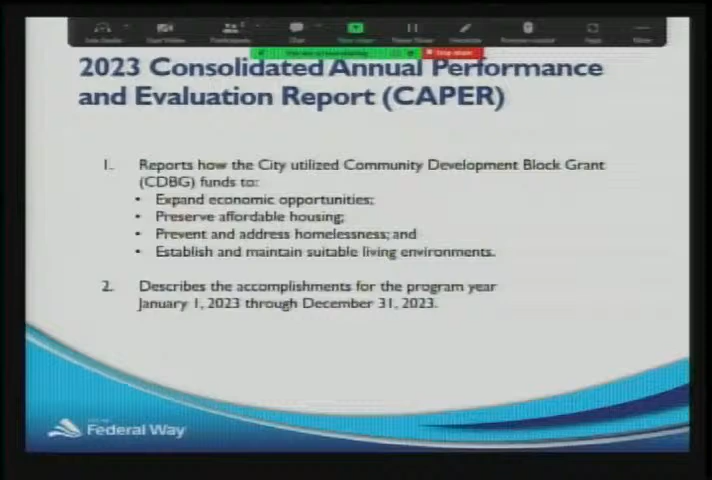 2023 Consolidated Annual Performance
and Evaluation Report (CAPER)
1. Reports how the City utilized Community Development Block Grant
(CDBG) funds to:
• Expand economic opportunities;
• Preserve affordable housing;
• Prevent and address homelessness; and
• Establish and maintain suitable living environments.
2. Describes the accomplishments for the program year
January 1, 2023 through December 31, 2023.
Federal Way